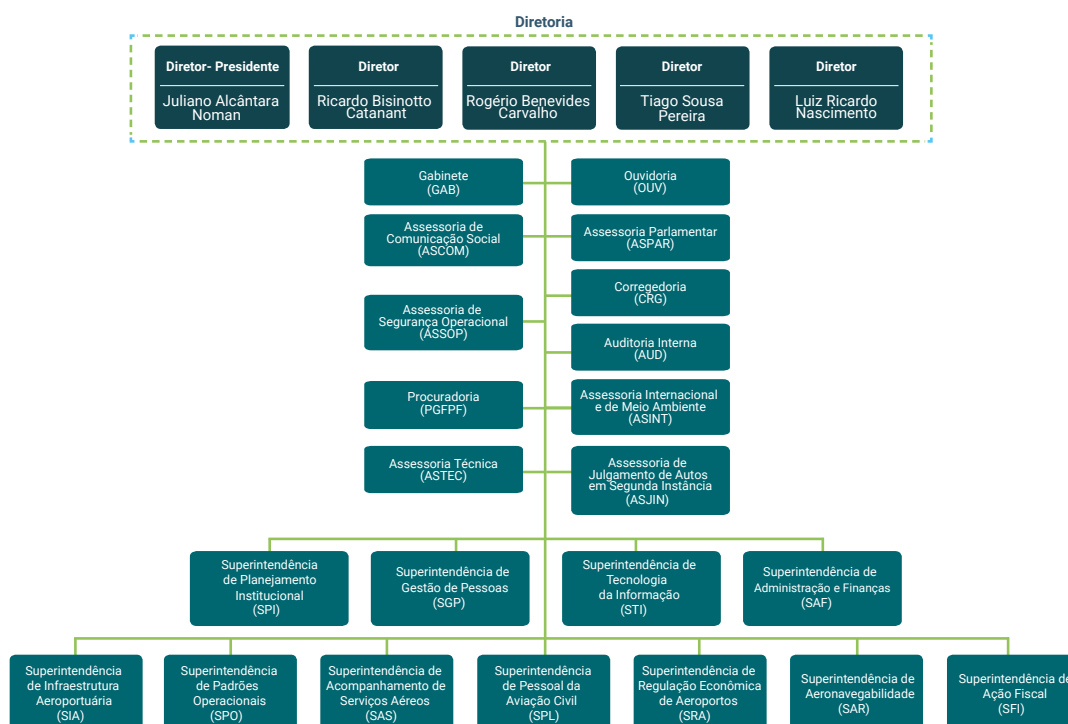 Diretoria
Diretor- Presidente
Juliano Alcântara
Noman
Diretor
Ricardo Bisinotto
Catanant
Diretor
Rogério Benevides
Carvalho
Diretor
Tiago Sousa
Pereira
Diretor
Luiz Ricardo
Nascimento
Gabinete
(GAB)
Ouvidoria
(OUV)
Assessoria de
Comunicação Social
(ASCOM)
Assessoria Parlamentar
(ASPAR)
Corregedoria
(CRG)
Assessoria de
Segurança Operacional
(ASSOP)
Auditoria Interna
(AUD)
Procuradoria
(PGFPF)
Assessoria Internacional
e de Meio Ambiente
(ASINT)
Assessoria Técnica
(ASTEC)
Assessoria de
Julgamento de Autos
em Segunda Instância
(ASJIN)
Superintendência
de Planejamento
Institucional
(SPI)
Superintendência de
Gestão de Pessoas
(SGP)
Superintendência de
Tecnologia
da Informação
(STI)
Superintendência de
Administração e Finanças
(SAF)
Superintendência
de Infraestrutura
Aeroportuária
(SIA)
Superintendência
de Padrões
Operacionais
(SPO)
Superintendência de
Acompanhamento de
Serviços Aéreos
(SAS)
Superintendência
de Pessoal da
Aviação Civil
(SPL)
Superintendência de
Regulação Econômica
de Aeroportos
(SRA)
Superintendência de
Aeronavegabilidade
(SAR)
Superintendência de
Ação Fiscal
(SFI)